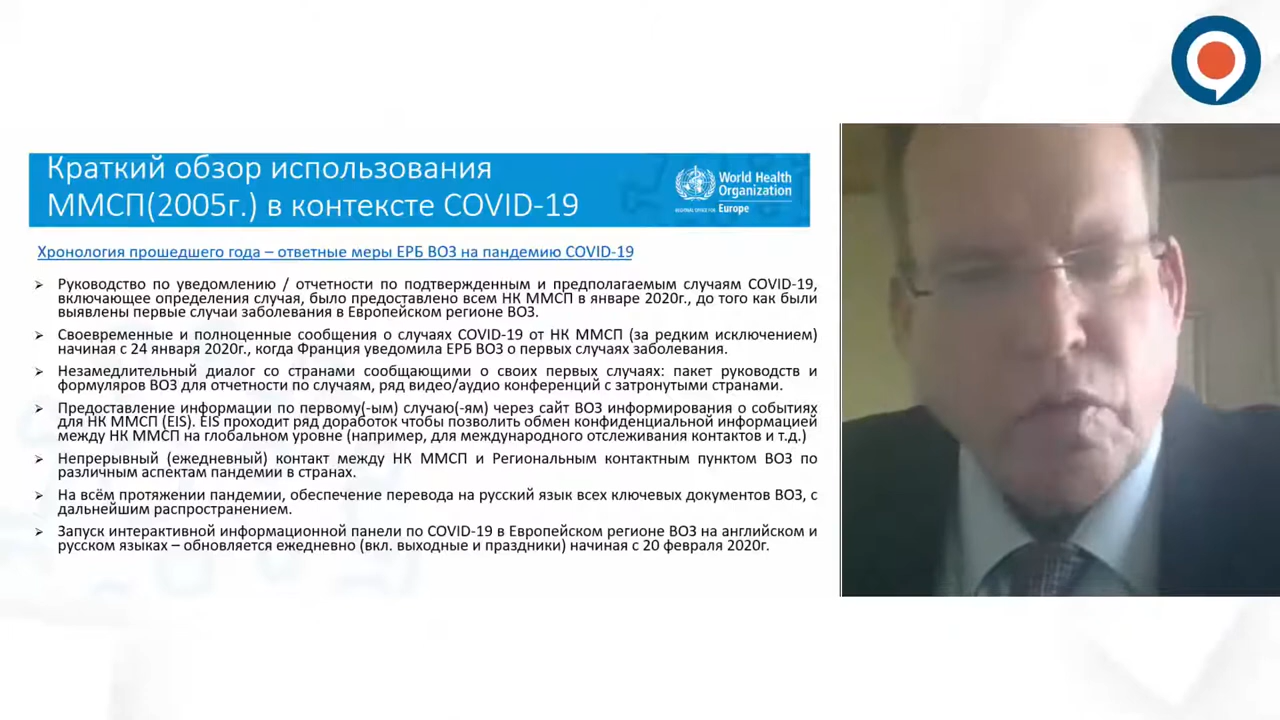 Краткий обзор использования
ММСП(2005г.) в контексте COVID-19
World Health
Organization
REGIONAL OFFICE FOR Europe
Хронология прошедшего года – ответные меры ЕРБ ВОЗ на пандемию COVID-19
➢ Руководство по уведомлению / отчетности по подтвержденным и предполагаемым случаям COVID-19,
включающее определения случая, было предоставлено всем НК ММСП в январе 2020г., до того как были
выявлены первые случаи заболевания в Европейском регионе ВОЗ.
➢ Своевременные и полноценные сообщения о случаях COVID-19 от НК ММСП (за редким исключением)
начиная с 24 января 2020г., когда Франция уведомила ЕРБ ВОЗ о первых случаях заболевания.
➢ Незамедлительный диалог со странами сообщающими о своих первых случаях: пакет руководств и
формуляров ВОЗ для отчетности по случаям, ряд видео/аудио конференций с затронутыми странами.
➢ Предоставление информации по первому(-ым) случаю(-ям) через сайт ВОЗ информирования о событиях
для НК ММСП (EIS). EIS проходит ряд доработок чтобы позволить обмен конфиденциальной информацией
между НК ММСП на глобальном уровне (например, для международного отслеживания контактов и т.д.)
➢ Непрерывный (ежедневный) контакт между НК ММСП и Региональным контактным пунктом ВОЗ по
различным аспектам пандемии в странах.
➢ На всём протяжении пандемии, обеспечение перевода на русский язык всех ключевых документов ВОЗ, с
дальнейшим распространением.
➢ Запуск интерактивной информационной панели по COVID-19 в Европейском регионе ВОЗ на английском и
русском языках – обновляется ежедневно (вкл. выходные и праздники) начиная с 20 февраля 2020г.